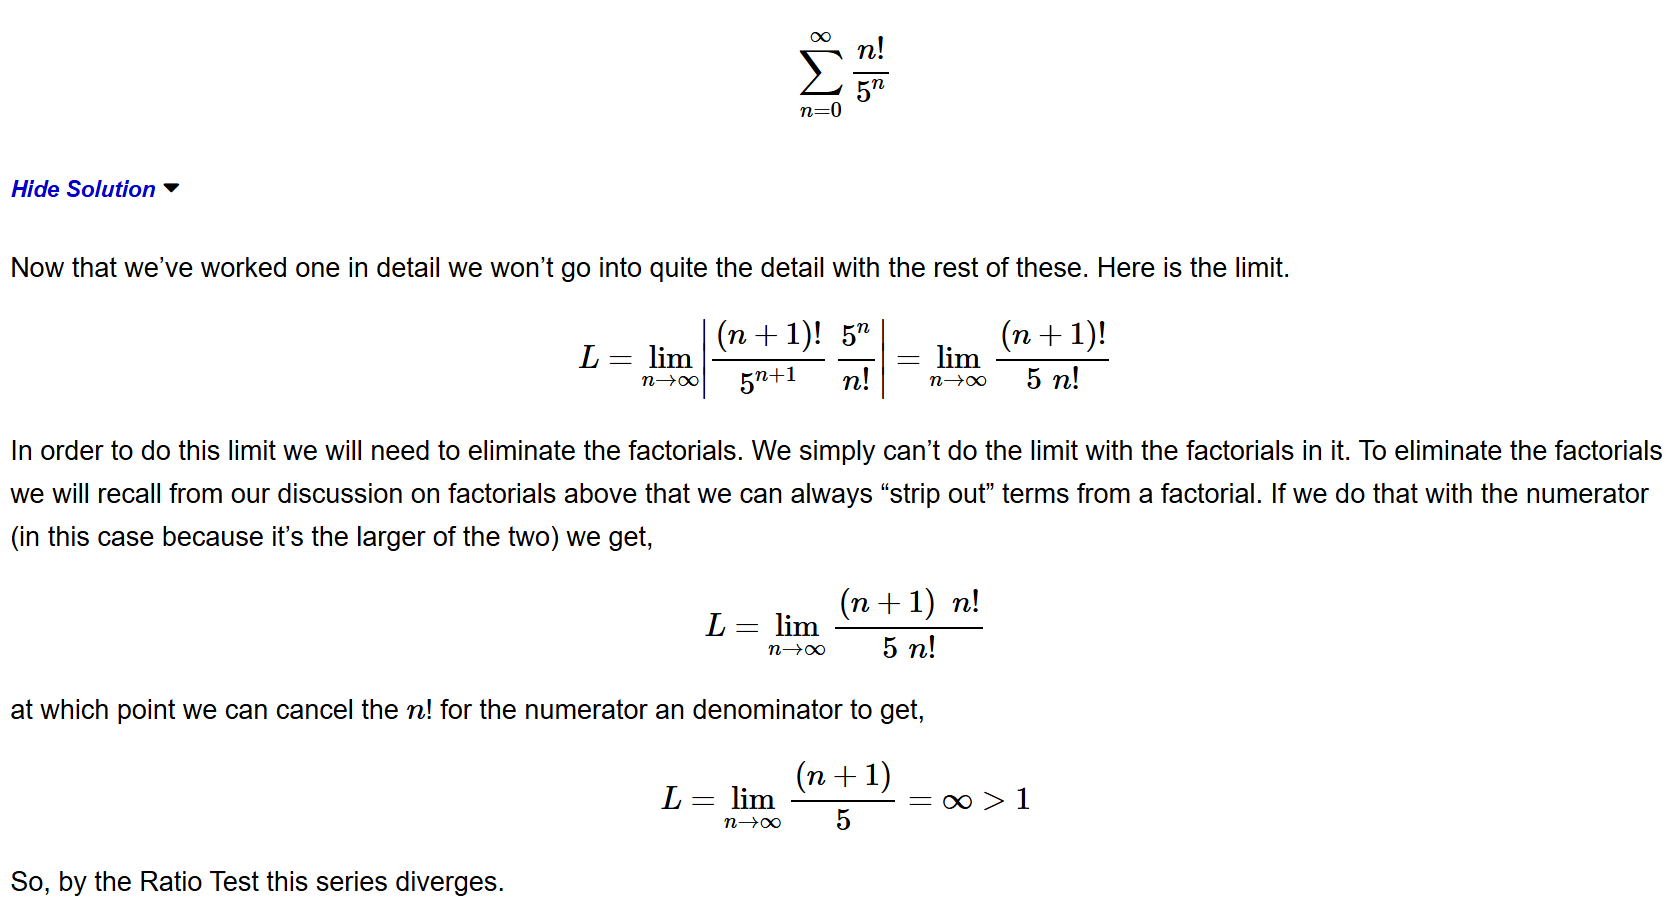 $$\sum_{n=0}^{\infty} \frac{n!}{5^n}$$
Hide Solution ▼
Now that we’ve worked one in detail we won’t go into quite the detail with the rest of these. Here is the limit.
$$L = \lim_{n \to \infty} \left| \frac{(n+1)!}{5^{n+1}} \frac{5^n}{n!} \right| = \lim_{n \to \infty} \frac{(n+1)!}{5 \ n!}$$
In order to do this limit we will need to eliminate the factorials. We simply can’t do the limit with the factorials in it. To eliminate the factorials
we will recall from our discussion on factorials above that we can always “strip out” terms from a factorial. If we do that with the numerator
(in this case because it’s the larger of the two) we get,
$$L = \lim_{n \to \infty} \frac{(n+1) \ n!}{5 \ n!}$$
at which point we can cancel the $n!$ for the numerator an denominator to get,
$$L = \lim_{n \to \infty} \frac{(n+1)}{5} = \infty > 1$$
So, by the Ratio Test this series diverges.